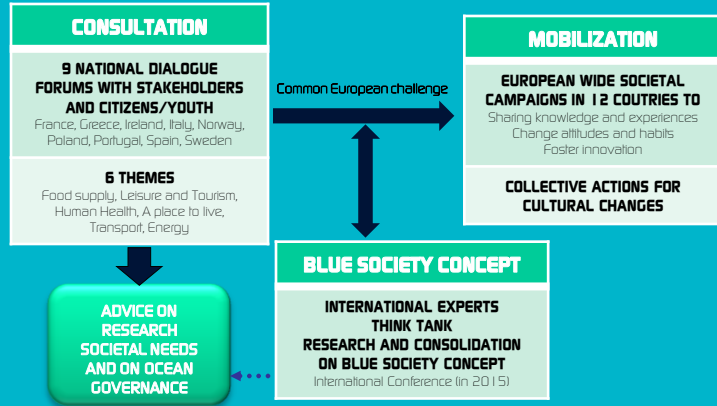 CONSULTATION
9 NATIONAL DIALOGUE
FORUMS WITH STAKEHOLDERS
AND CITIZENS/YOUTH
France, Greece, Ireland, Italy, Norway,
Poland, Portugal, Spain, Sweden
6 THEMES
Food supply, Leisure and Tourism,
Human Health, A place to live,
Transport, Energy
ADVICE ON
RESEARCH
SOCIETAL NEEDS
AND ON OCEAN
GOVERNANCE
Common European challenge
MOBILIZATION
EUROPEAN WIDE SOCIETAL
CAMPAIGNS IN 12 COUTRIES TO
Sharing knowledge and experiences
Change attitudes and habits
Foster innovation
COLLECTIVE ACTIONS FOR
CULTURAL CHANGES
BLUE SOCIETY CONCEPT
INTERNATIONAL EXPERTS
THINK TANK
RESEARCH AND CONSOLIDATION
ON BLUE SOCIETY CONCEPT
International Conference (in 2015)